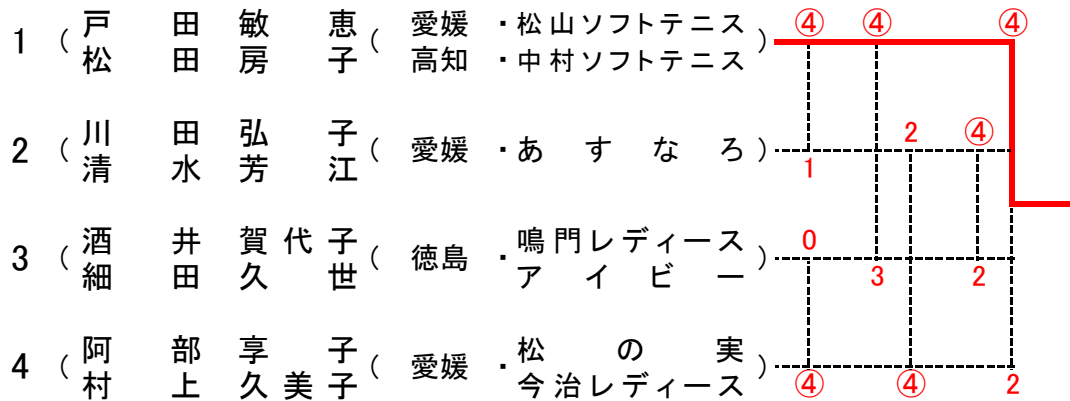 ④ ④ ④
1 ( 戸田敏恵 ( 愛媛 ・松山ソフトテニス )
松田房子 高知 ・中村ソフトテニス
2 ④
2 ( 川田弘子 ( 愛媛 ・あすなろ )
清水芳江
1
0
3 ( 酒井賀代子 ( 徳島 ・鳴門レディース )
細田久世 アイビー
3 2
4 ( 阿部享子 ( 愛媛 ・松の実 )
村上久美子 今治レディース
④ ④ 2